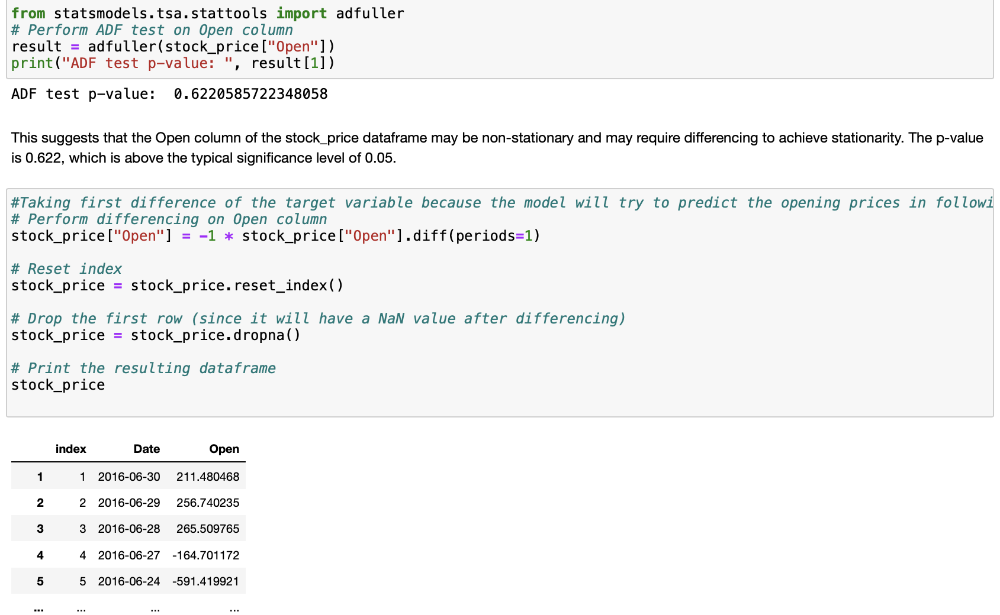 from statsmodels.tsa.stattools import adfuller
# Perform ADF test on Open column
result = adfuller(stock_price["Open"])
print("ADF test p-value: ", result[1])
ADF test p-value:  0.6220585722348058
This suggests that the Open column of the stock_price dataframe may be non-stationary and may require differencing to achieve stationarity. The p-value
is 0.622, which is above the typical significance level of 0.05.
#Taking first difference of the target variable because the model will try to predict the opening prices in followi
# Perform differencing on Open column
stock_price["Open"] = -1 * stock_price["Open"].diff(periods=1)
# Reset index
stock_price = stock_price.reset_index()
# Drop the first row (since it will have a NaN value after differencing)
stock_price = stock_price.dropna()
# Print the resulting dataframe
stock_price
index Date Open
1 1 2016-06-30 211.480468
2 2 2016-06-29 256.740235
3 3 2016-06-28 265.509765
4 4 2016-06-27 -164.701172
5 5 2016-06-24 -591.419921
... ... ... ...